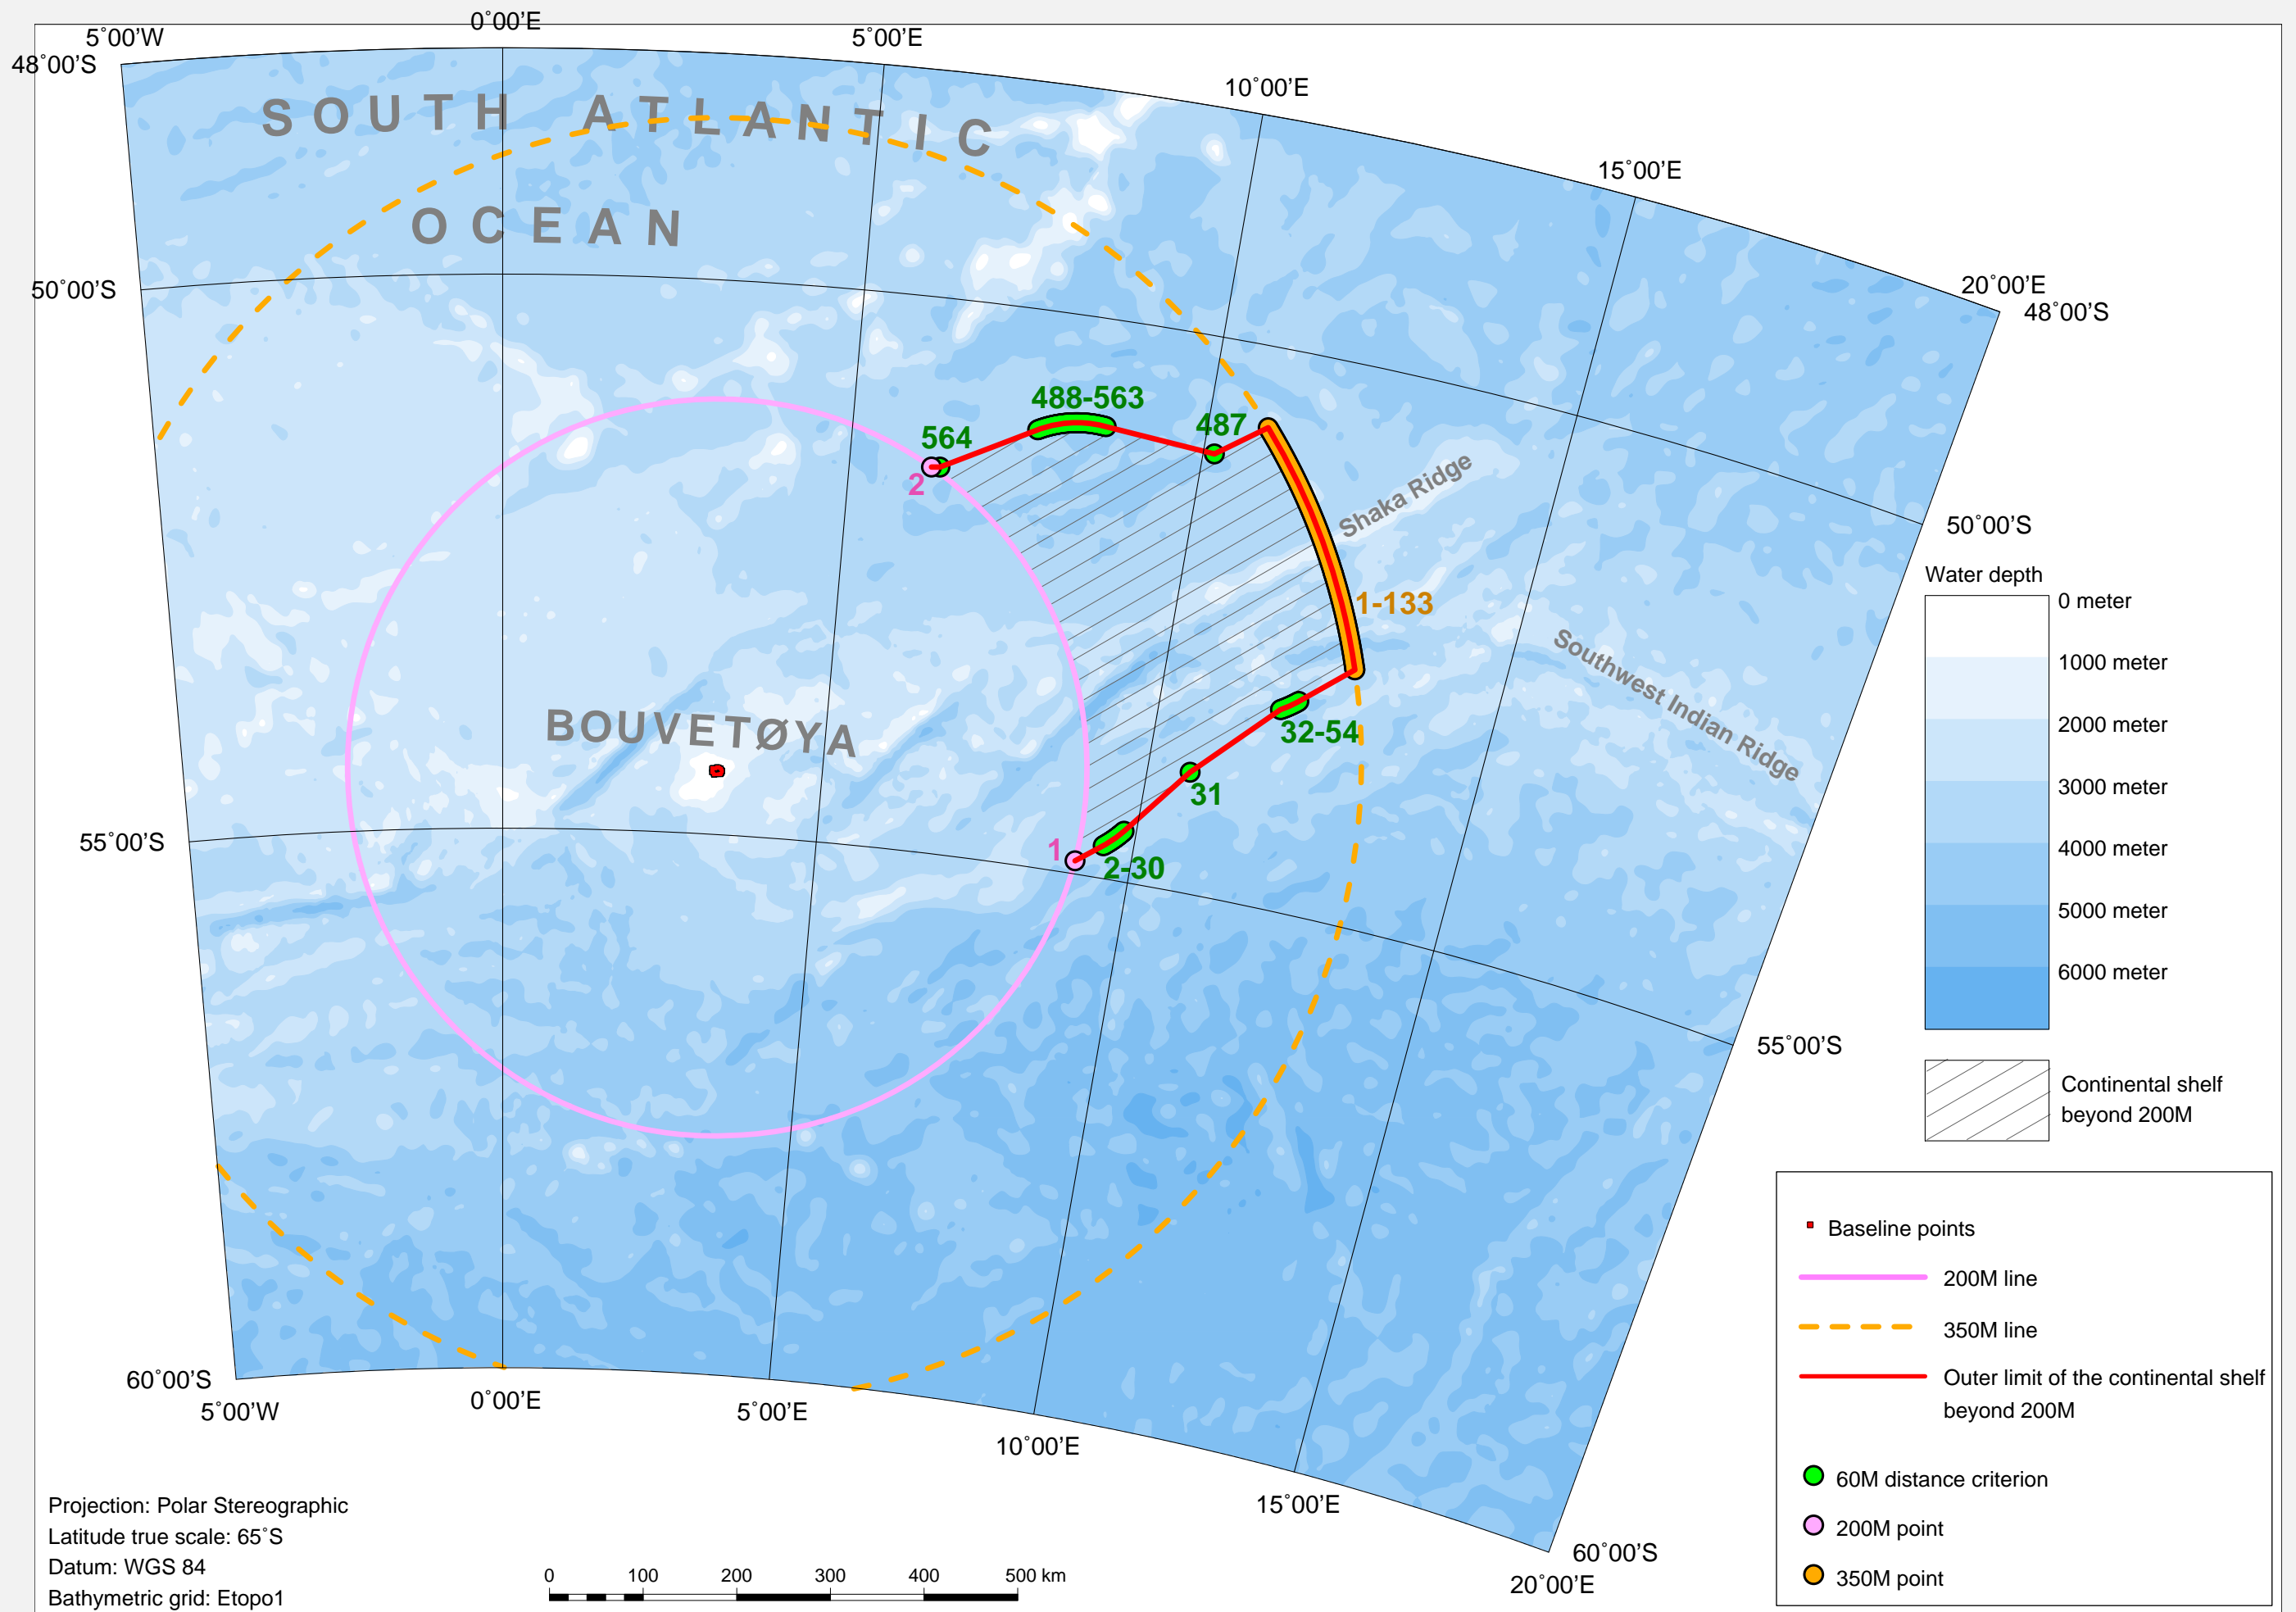 0°00'E
5°00'W
5°00'E
48°00'S
10°00'E
15°00'E
20°00'E
48°00'S
SOUTH ATLANTIC
OCEAN
50°00'S
488-563
487
564
2
Shaka Ridge
50°00'S
1-133
Southwest Indian Ridge
BOUVETØYA
32-54
31
55°00'S
1
2-30
55°00'S
Water depth
0 meter
1000 meter
2000 meter
3000 meter
4000 meter
5000 meter
6000 meter
Continental shelf
beyond 200M
Baseline points
200M line
350M line
Outer limit of the continental shelf
beyond 200M
60M distance criterion
200M point
350M point
60°00'S
5°00'W
0°00'E
5°00'E
10°00'E
15°00'E
60°00'S
20°00'E
Projection: Polar Stereographic
Latitude true scale: 65°S
Datum: WGS 84
Bathymetric grid: Etopo1
0 100 200 300 400 500 km